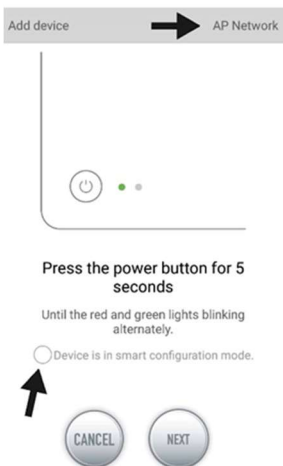 Add device AP Network
Press the power button for 5
seconds
Until the red and green lights blinking
alternately.
Device is in smart configuration mode.
CANCEL NEXT